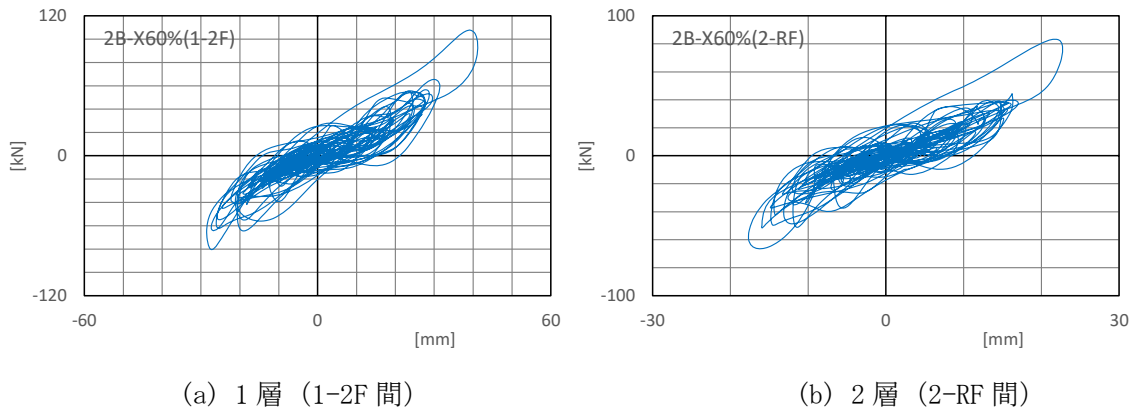 120
2B-X60%(1-2F)
[kN]
0
-120
-60
0
60
[mm]
(a) 1 層 (1-2F 間)
100
2B-X60%(2-RF)
[kN]
0
-100
-30
0
30
[mm]
(b) 2 層 (2-RF 間)